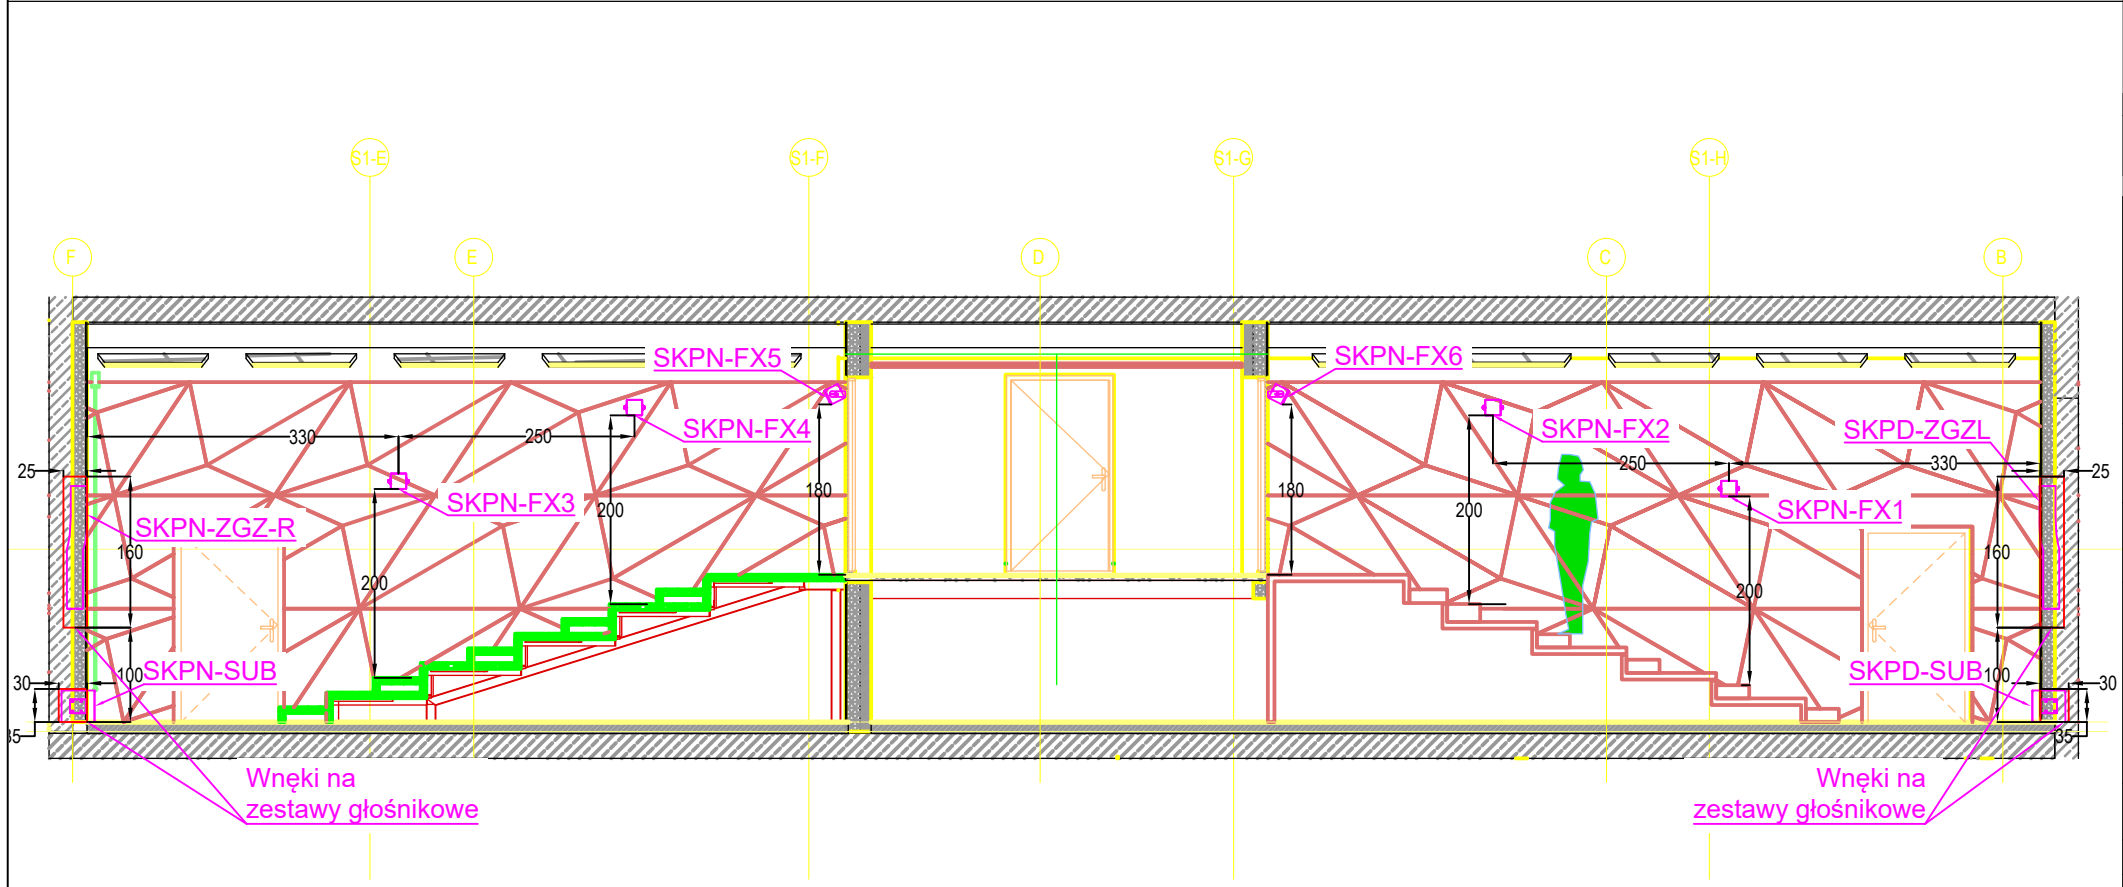 S1-E
S1-F
S1-G
S1-H
F
E
D
C
B
SKPN-FX5
SKPN-FX6
SKPN-FX4
SKPN-FX2
SKPD-ZGZL
330
250
250
330
25
25
SKPN-FX3
SKPN-FX1
180
180
200
200
SKPN-ZGZ-R
160
160
200
200
SKPN-SUB
SKPD-SUB
30
100
100
30
35
35
Wnęki na
zestawy głośnikowe
Wnęki na
zestawy głośnikowe